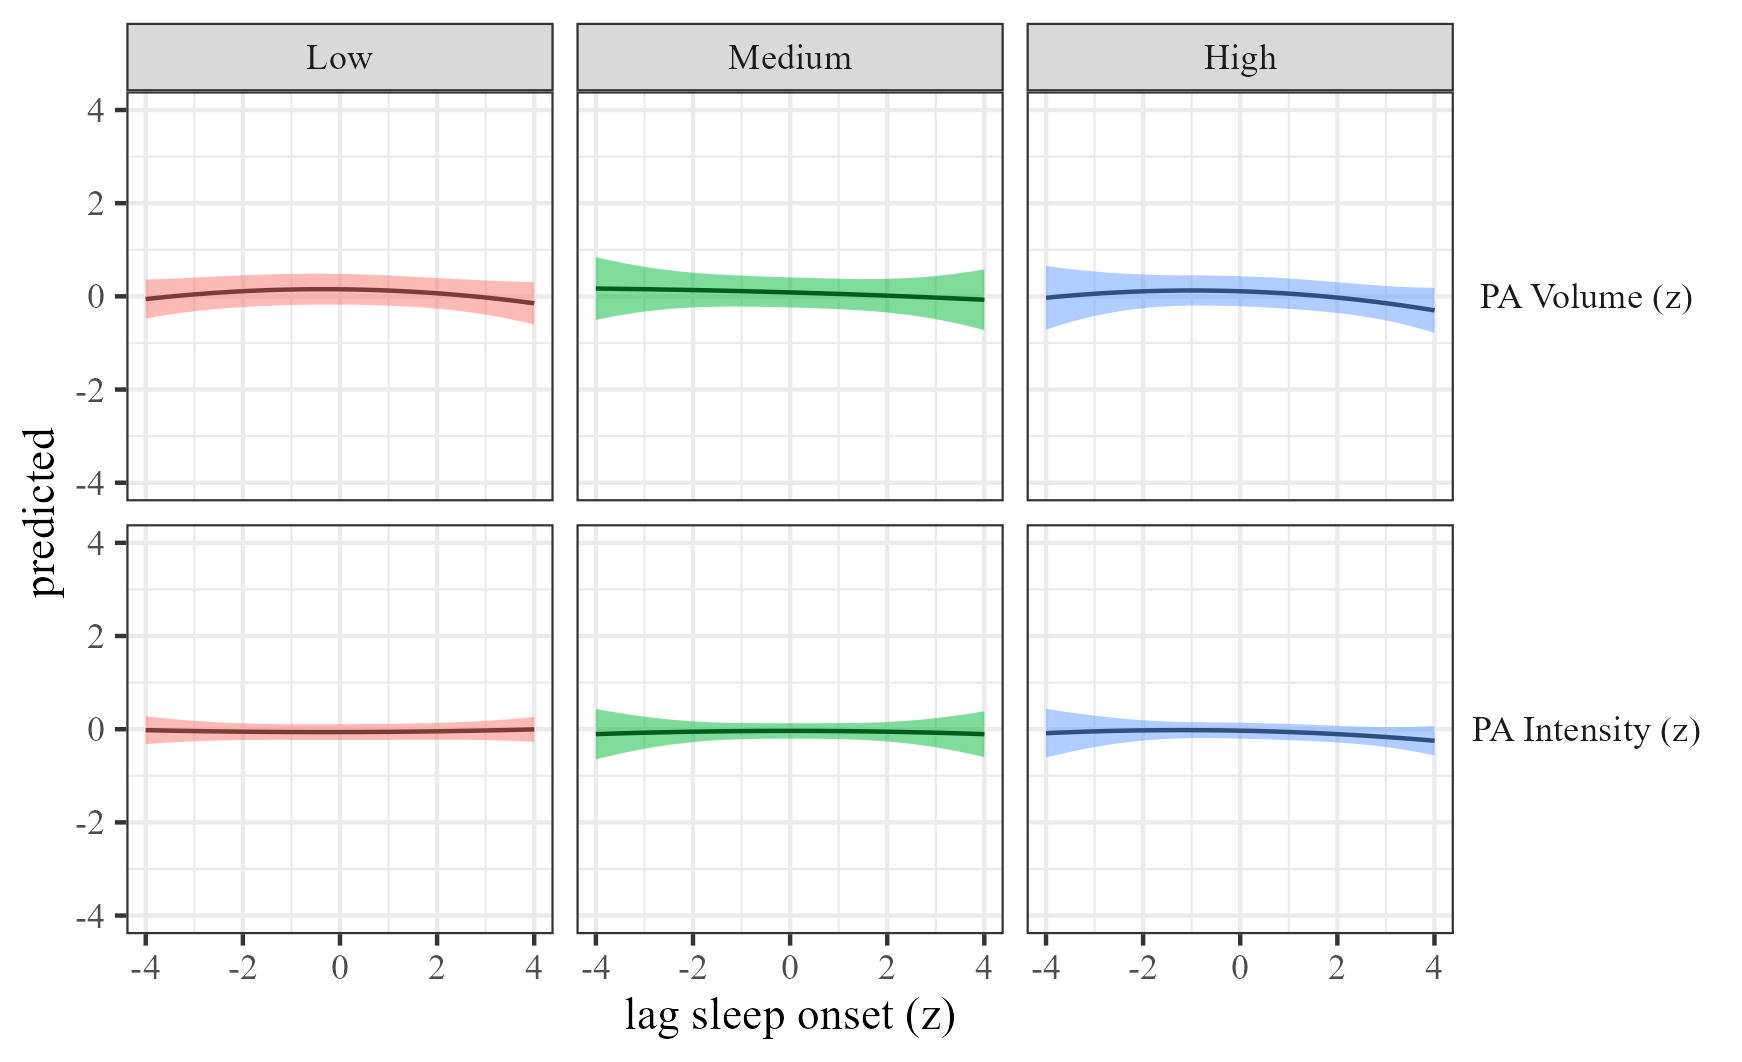 Low Medium High
4
2
0
-2
-4
PA Volume (z)
predicted
4
2
0
-2
-4
PA Intensity (z)
-4 -2 0 2 4 -4 -2 0 2 4 -4 -2 0 2 4
lag sleep onset (z)